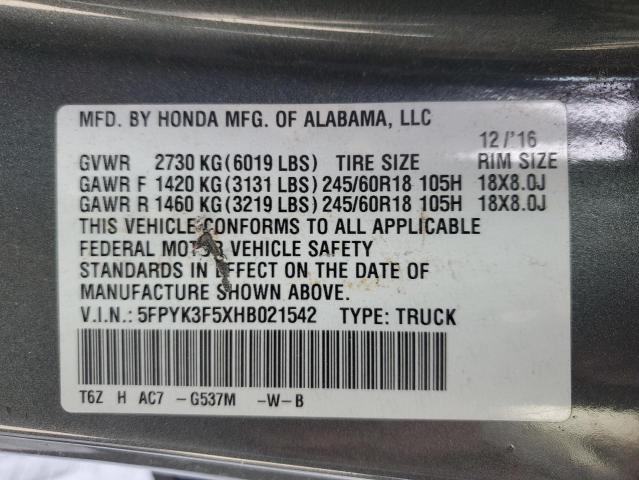 MFD. BY HONDA MFG. OF ALABAMA, LLC
12/'16
GVWR 2730 KG(6019 LBS) TIRE SIZE RIM SIZE
GAWR F 1420 KG(3131 LBS) 245/60R18 105H 18X8.0J
GAWR R 1460 KG(3219 LBS) 245/60R18 105H 18X8.0J
THIS VEHICLE CONFORMS TO ALL APPLICABLE
FEDERAL MOTOR VEHICLE SAFETY
STANDARDS IN EFFECT ON THE DATE OF
MANUFACTURE SHOWN ABOVE.
V.I.N.: 5FPYK3F5XHB021542 TYPE: TRUCK
T6Z H AC7 -G537M -W-B